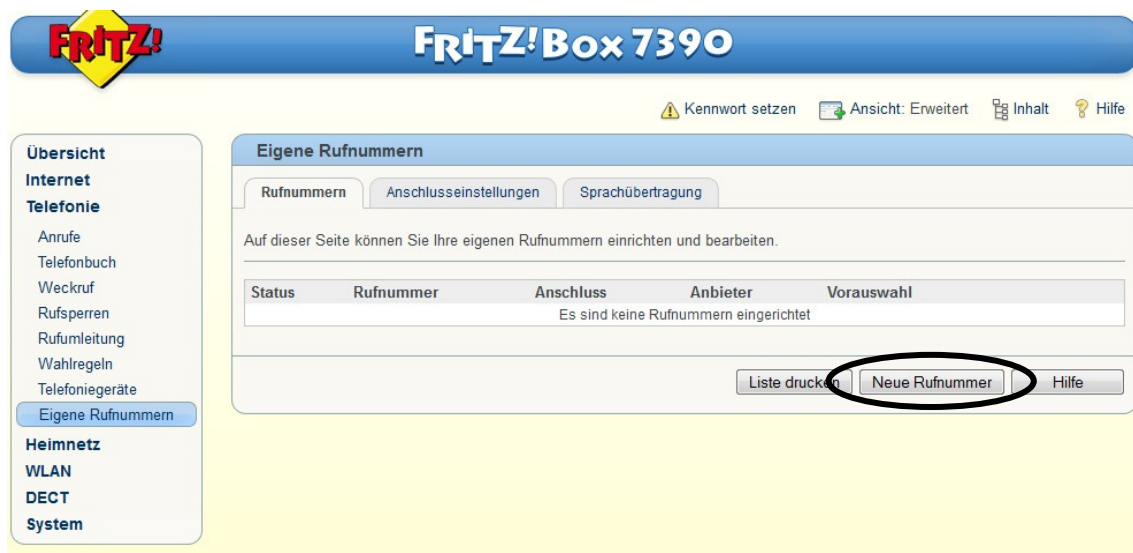 FRITZ!
FRITZ!Box 7390
Kennwort setzen Ansicht: Erweitert Inhalt Hilfe
Übersicht
Internet
Telefonie
Anrufe
Telefonbuch
Weckruf
Rufsperren
Rufumleitung
Wahlregeln
Telefoniegeräte
Eigene Rufnummern
Heimnetz
WLAN
DECT
System
Eigene Rufnummern
Rufnummern Anschlusseinstellungen Sprachübertragung
Auf dieser Seite können Sie Ihre eigenen Rufnummern einrichten und bearbeiten.
Status Rufnummer Anschluss Anbieter Vorauswahl
Es sind keine Rufnummern eingerichtet
Liste drucken Neue Rufnummer Hilfe